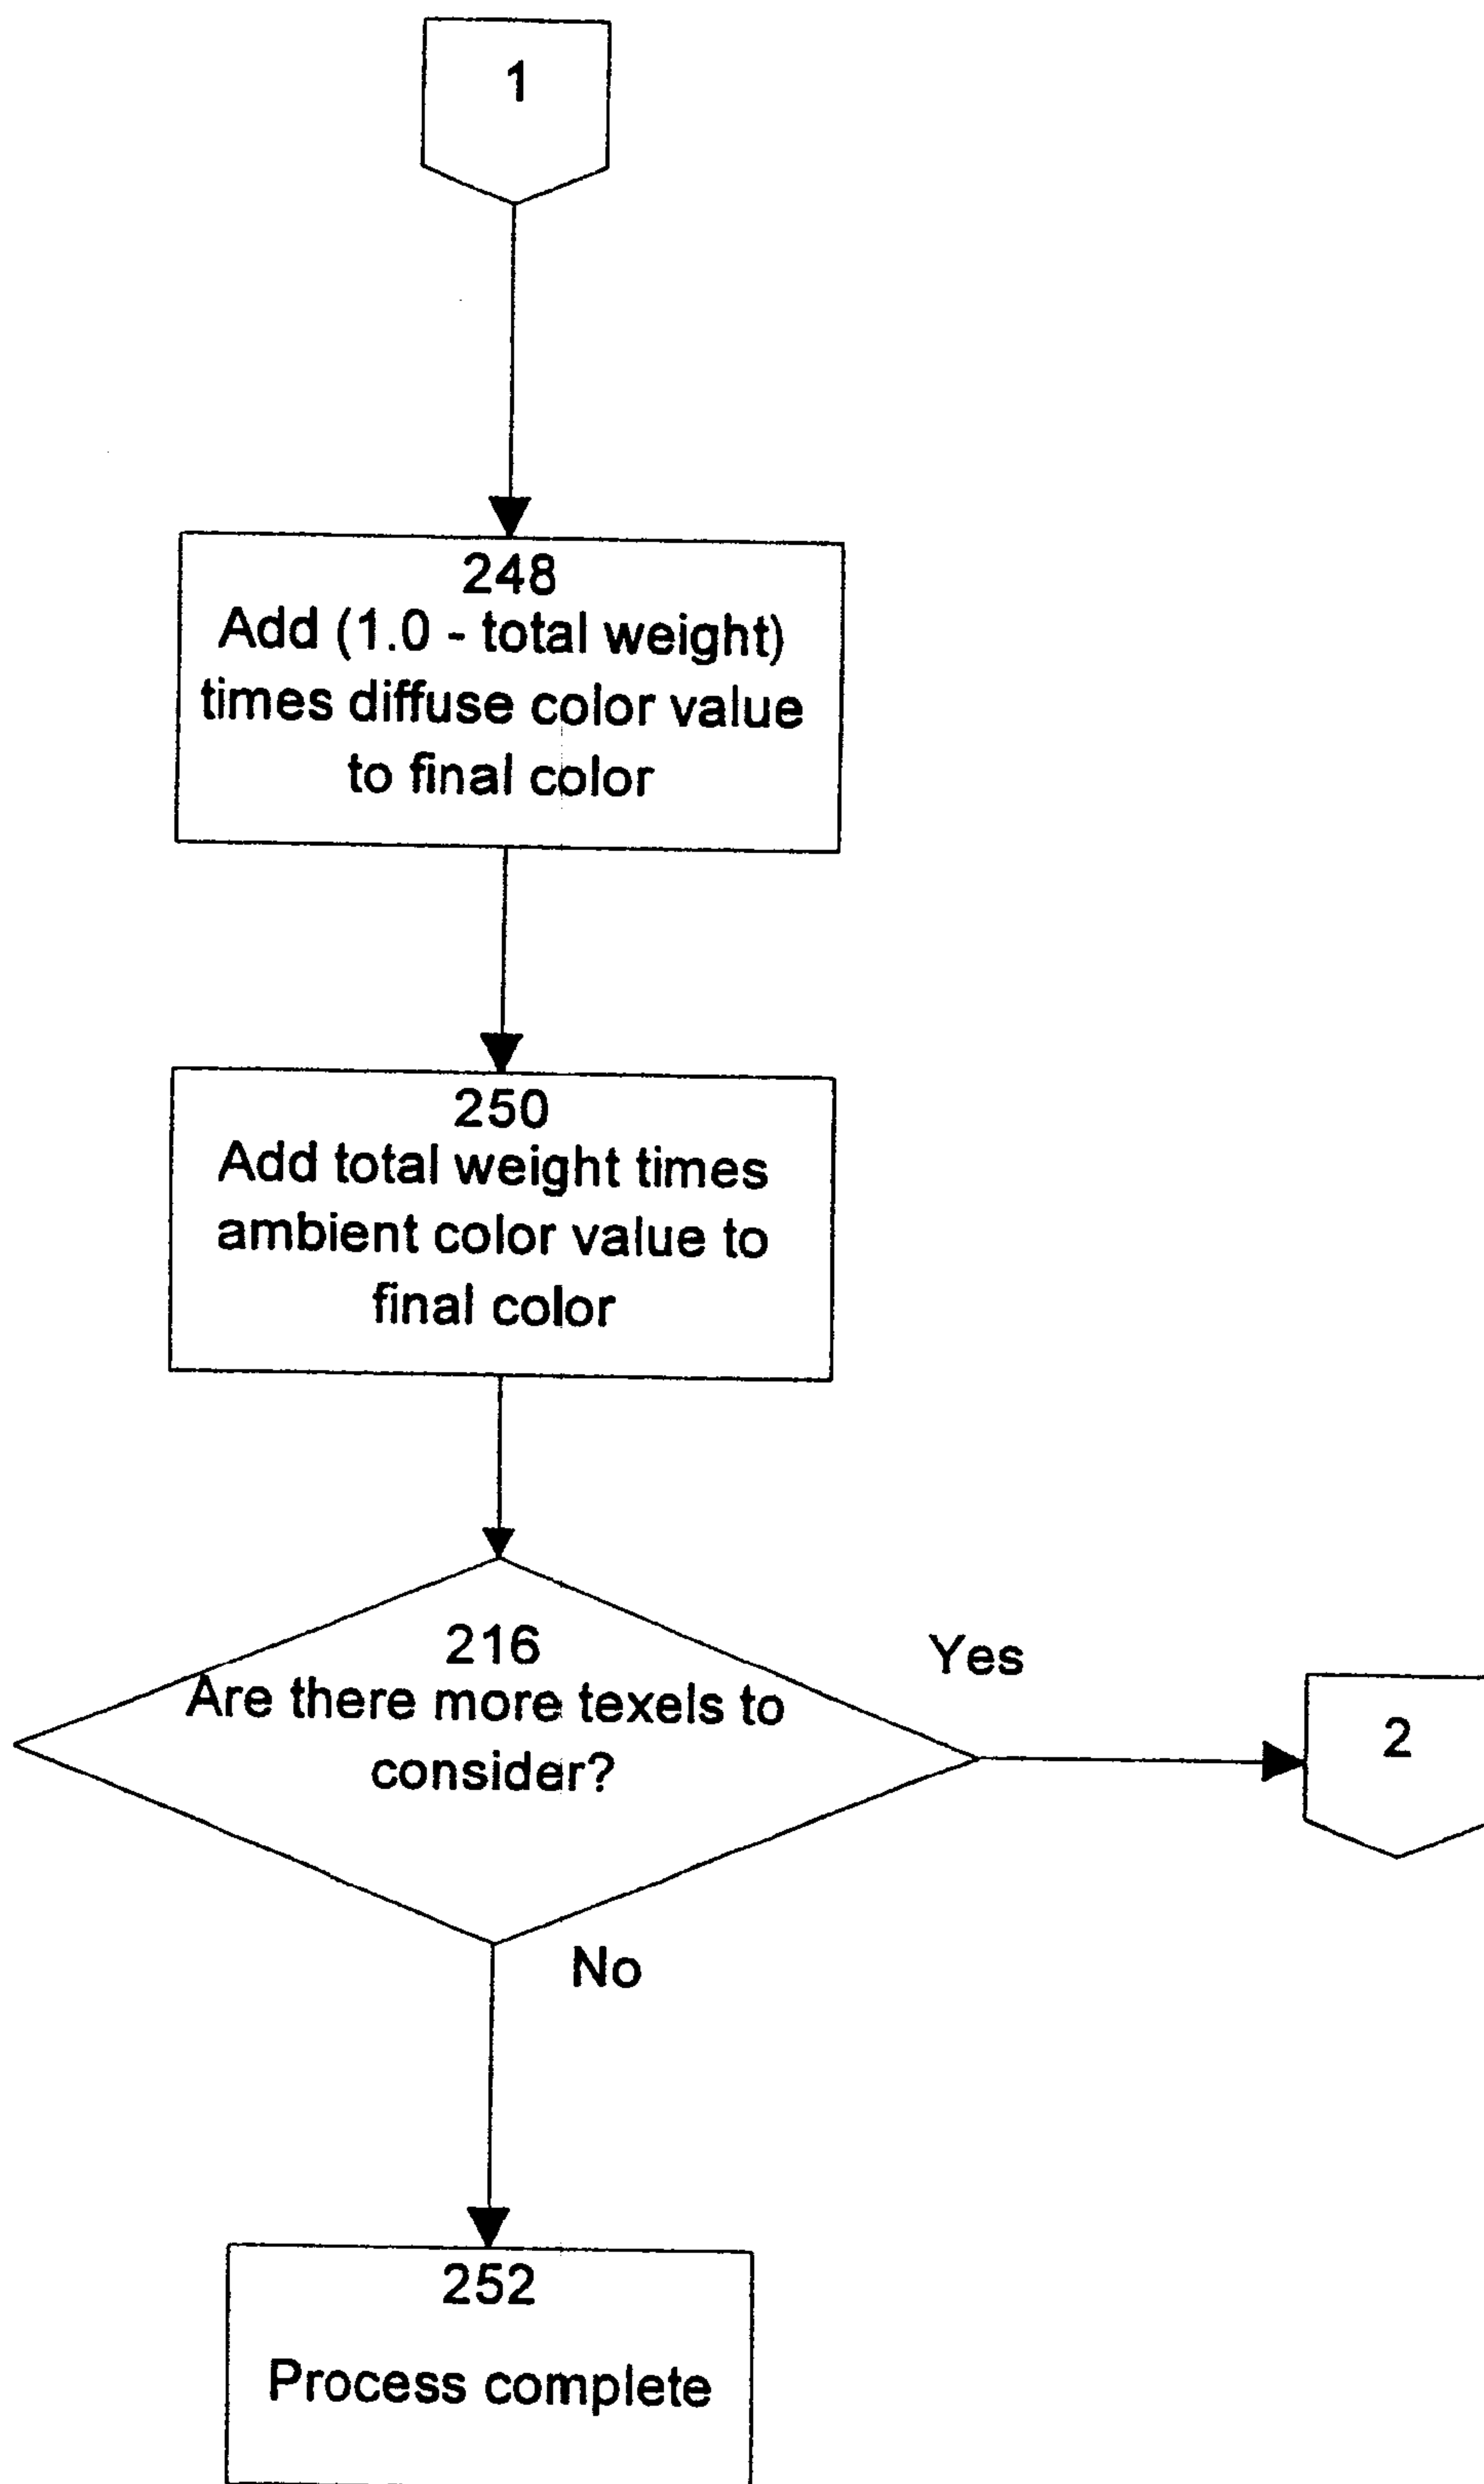 1
248
Add (1.0 - total weight)
times diffuse color value
to final color
250
Add total weight times
ambient color value to
final color
216
Are there more texels to
consider?
Yes
2
No
252
Process complete